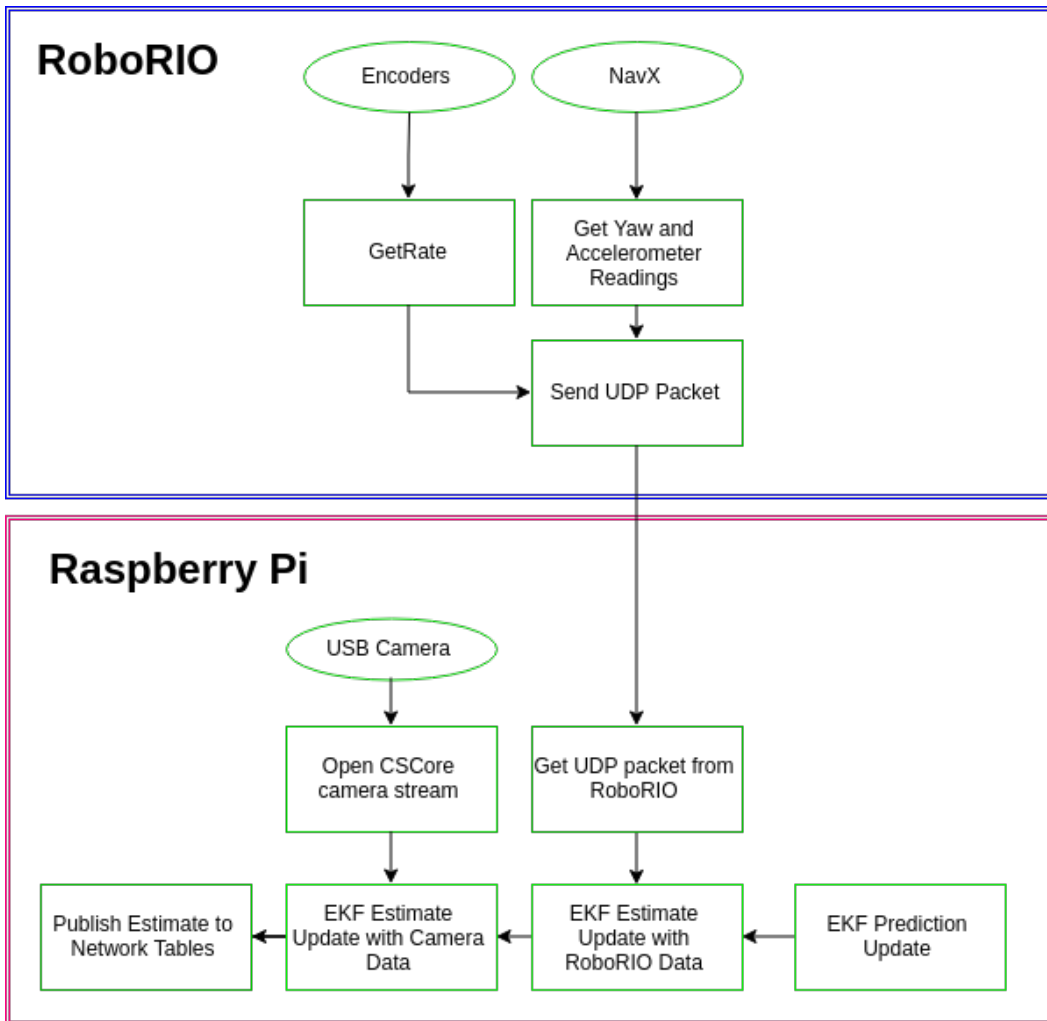 RoboRIO
Encoders
NavX
GetRate
Get Yaw and
Accelerometer
Readings
Send UDP Packet
Raspberry Pi
USB Camera
Open CSCore
camera stream
Get UDP packet from
RoboRIO
Publish Estimate to
Network Tables
EKF Estimate
Update with Camera
Data
EKF Estimate
Update with
RoboRIO Data
EKF Prediction
Update